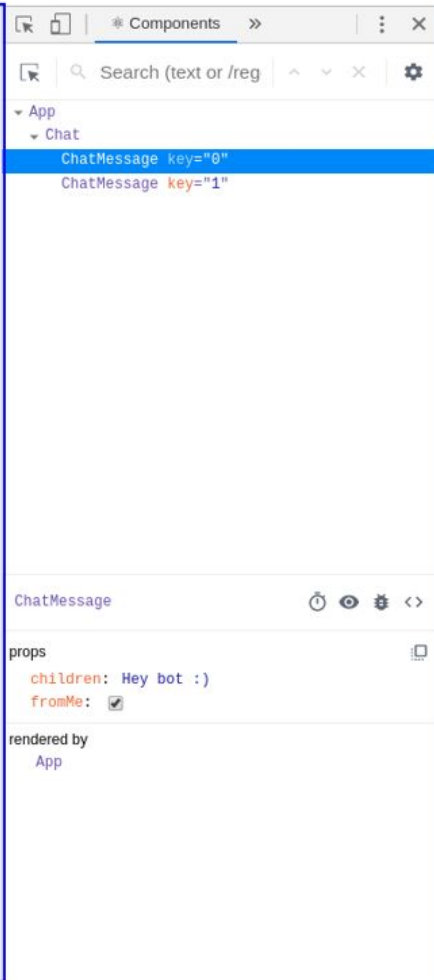 Components »
Search (text or /reg
App
Chat
ChatMessage key="0"
ChatMessage key="1"
ChatMessage
props
children: Hey bot :)
fromMe:
rendered by
App